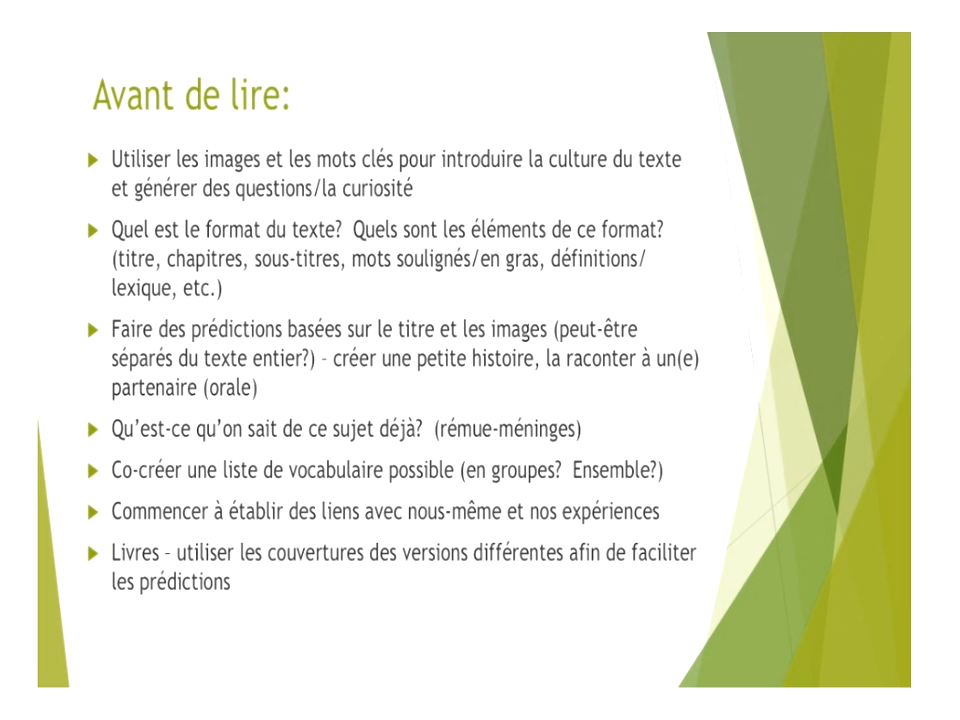 Avant de lire:
Utiliser les images et les mots clés pour introduire la culture du texte
et générer des questions/la curiosité
Quel est le format du texte?  Quels sont les éléments de ce format?
(titre, chapitres, sous-titres, mots soulignés/en gras, définitions/
lexique, etc.)
Faire des prédictions basées sur le titre et les images (peut-être
séparés du texte entier?) – créer une petite histoire, la raconter à un(e)
partenaire (orale)
Qu’est-ce qu’on sait de ce sujet déjà?  (rémue-méninges)
Co-créer une liste de vocabulaire possible (en groupes?  Ensemble?)
Commencer à établir des liens avec nous-même et nos expériences
Livres – utiliser les couvertures des versions différentes afin de faciliter
les prédictions